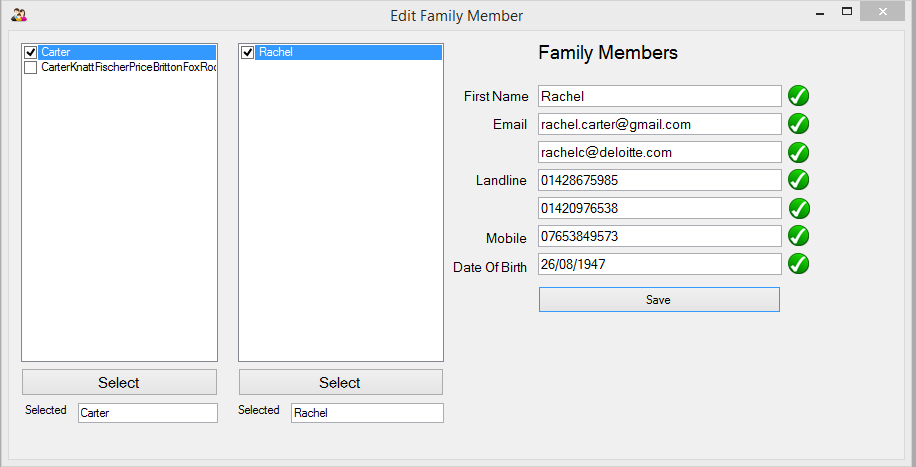 Edit Family Member
Carter
CarterKnattFischerPriceBrittonFoxRoc
Select
Selected Carter
Rachel
Select
Selected Rachel
Family Members
First Name Rachel
Email rachel.carter@gmail.com
rachelc@deloitte.com
Landline 01428675985
01420976538
Mobile 07653849573
Date Of Birth 26/08/1947
Save